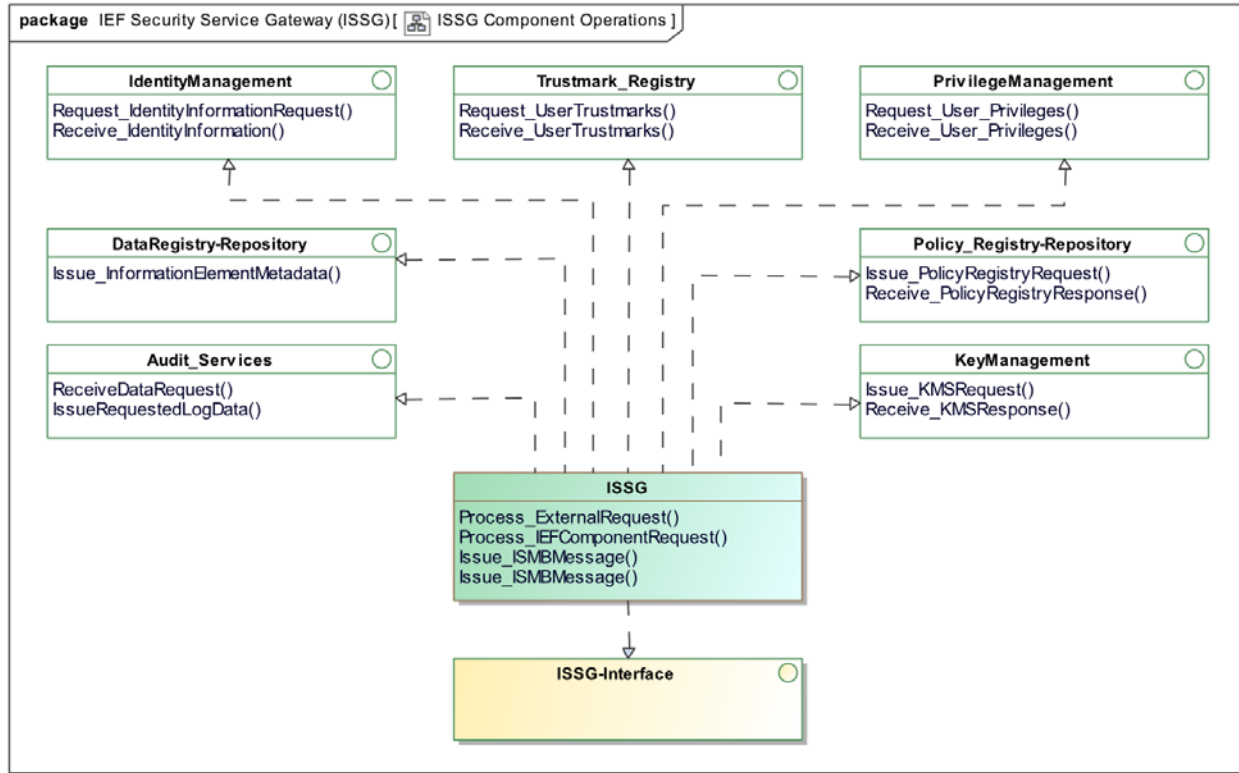 package IEF Security Service Gateway (ISSG) [ ISSG Component Operations ]
IdentityManagement
Request_IdentityInformationRequest()
Receive_IdentityInformation()
Trustmark_Registry
Request_UserTrustmarks()
Receive_UserTrustmarks()
PrivilegeManagement
Request_User_Privileges()
Receive_User_Privileges()
DataRegistry-Repository
Issue_InformationElementMetadata()
Policy_Registry-Repository
Issue_PolicyRegistryRequest()
Receive_PolicyRegistryResponse()
Audit_Services
ReceiveDataRequest()
IssueRequestedLogData()
KeyManagement
Issue_KMSRequest()
Receive_KMSResponse()
ISSG
Process_ExternalRequest()
Process_IEFComponentRequest()
Issue_ISMBMessage()
Issue_ISMBMessage()
ISSG-Interface